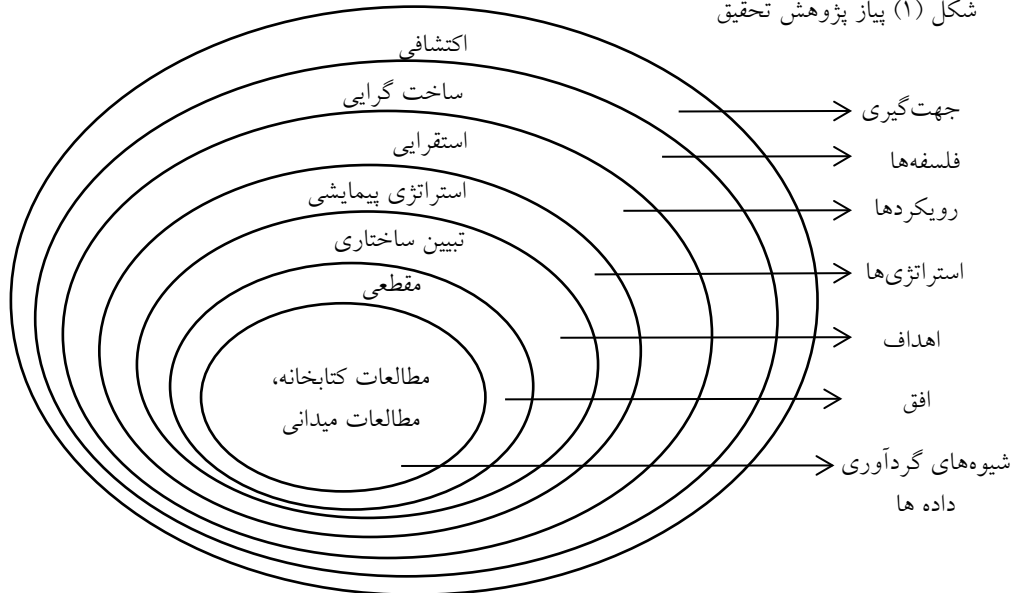 شکل (۱) پیاز پژوهش تحقیق
اکتشافی
ساخت گرایی
استقرایی
استراتژی پیمایشی
تبیین ساختاری
مقطعی
مطالعات کتابخانه،
مطالعات میدانی
جهت‌گیری
فلسفه‌ها
رویکردها
استراتژی‌ها
اهداف
افق
شیوه‌های گردآوری
داده ها